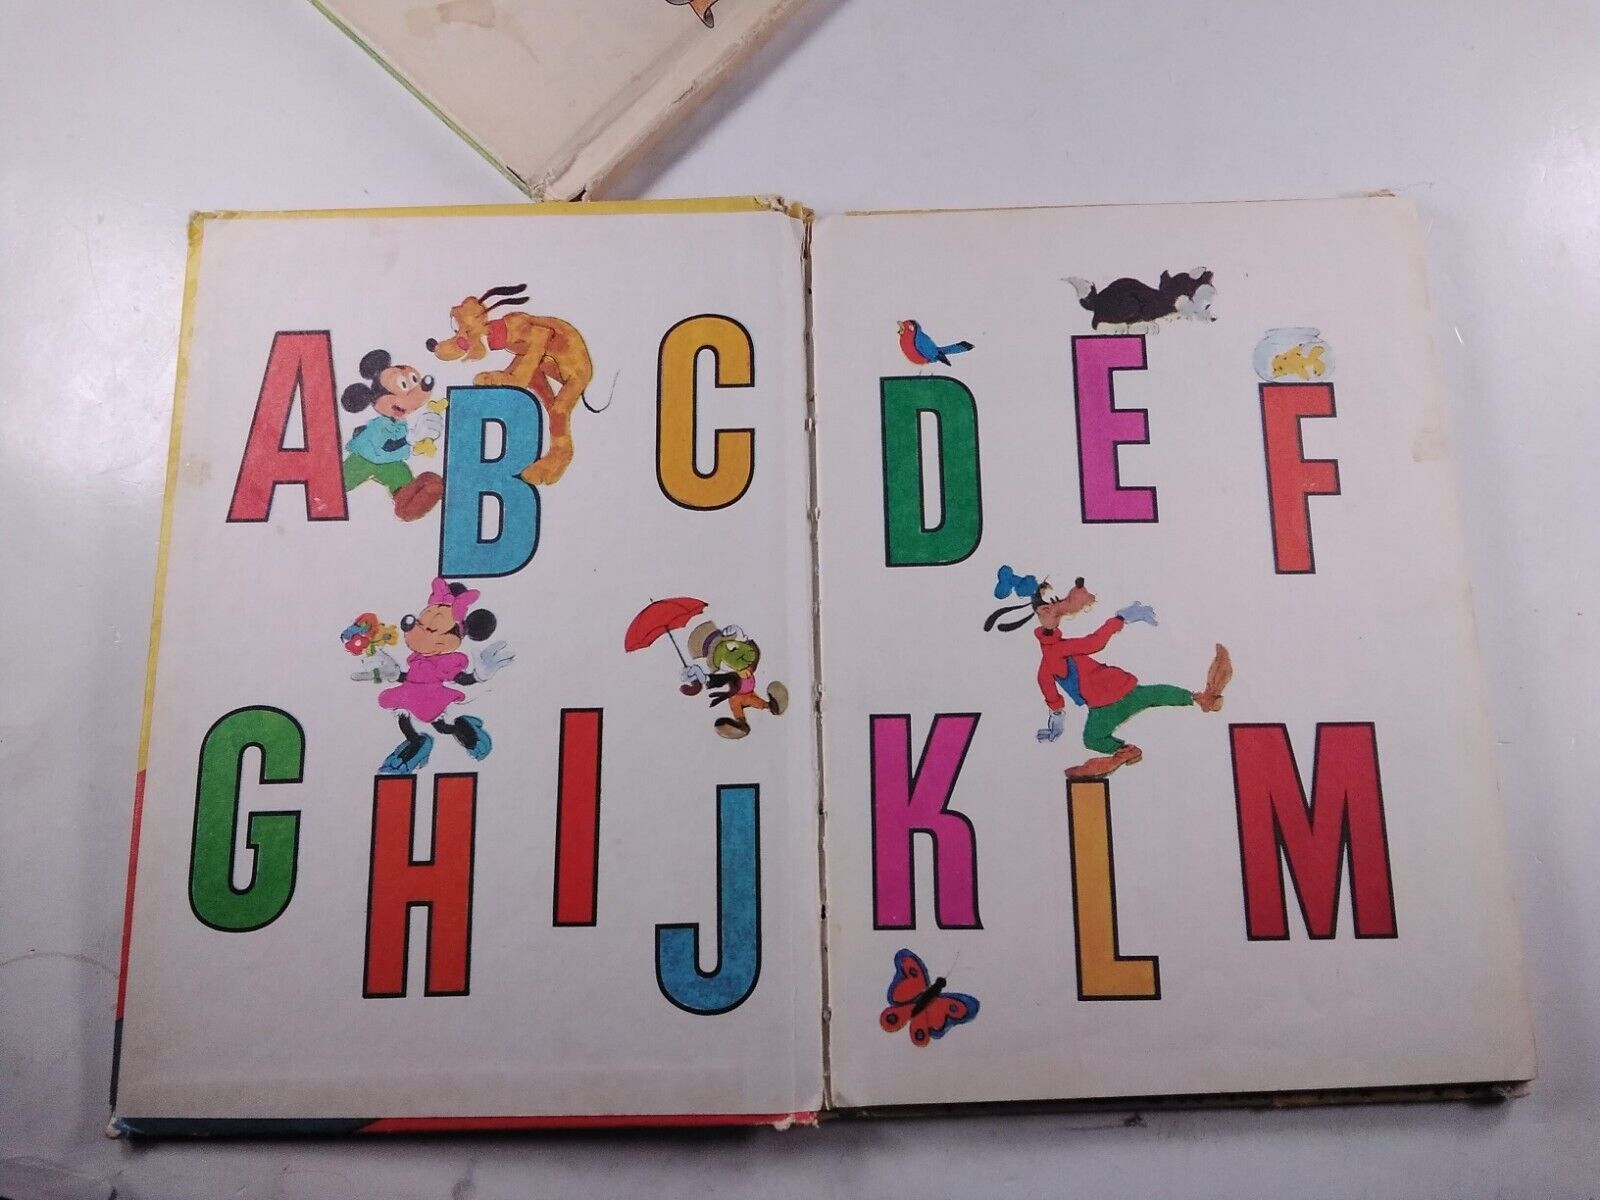 A B C D E F
G H I J K L M